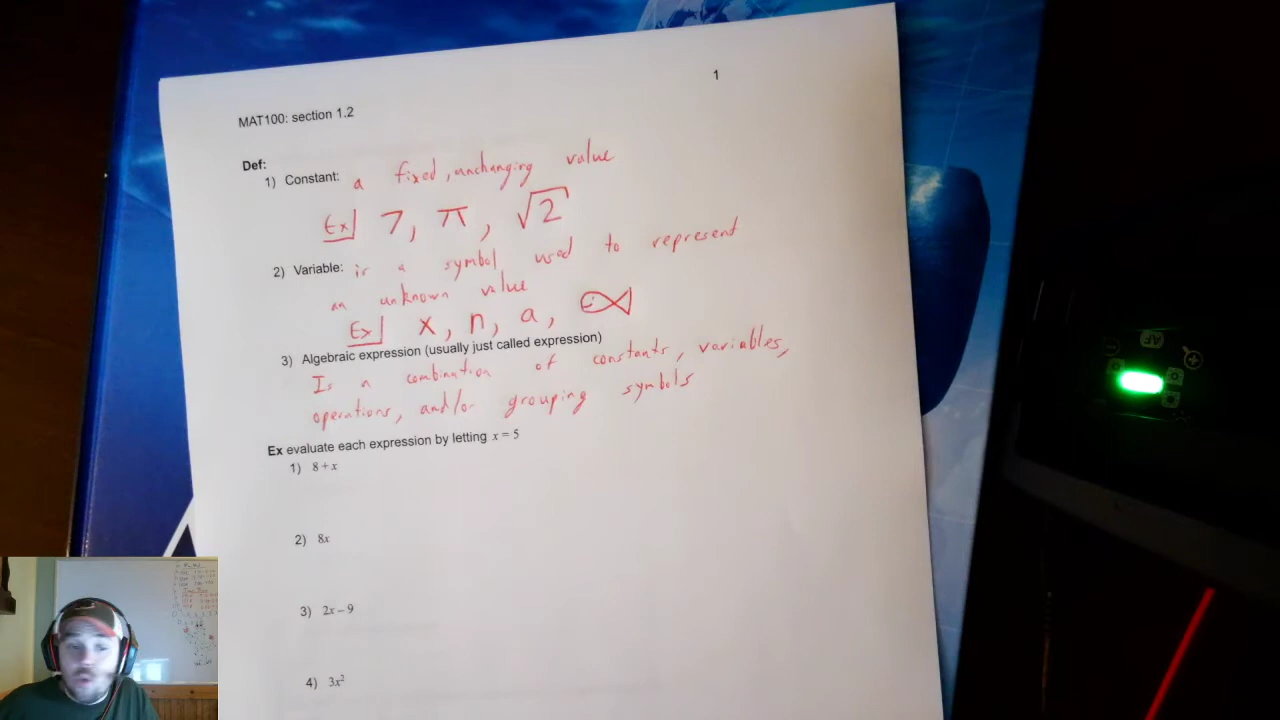 1
MAT100: section 1.2
Def:
1) Constant: a fixed, unchanging value
Ex] 7, π, √2
2) Variable: is a symbol used to represent
an unknown value
Ex] x, n, a,
3) Algebraic expression (usually just called expression)
Is a combination of constants, variables,
operations, and/or grouping symbols
Ex evaluate each expression by letting x = 5
1) 8 + x
2) 8x
3) 2x – 9
4) 3x²
AF